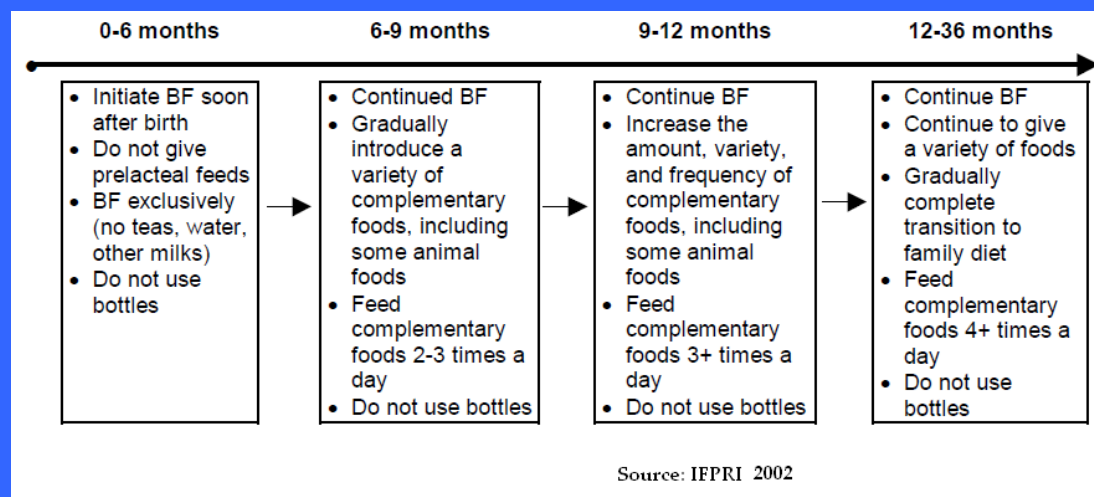 0-6 months
6-9 months
9-12 months
12-36 months
• Initiate BF soon
after birth
• Do not give
prelacteal feeds
• BF exclusively
(no teas, water,
other milks)
• Do not use
bottles
• Continued BF
• Gradually
introduce a
variety of
complementary
foods, including
some animal
foods
• Feed
complementary
foods 2-3 times a
day
• Do not use bottles
• Continue BF
• Increase the
amount, variety,
and frequency of
complementary
foods, including
some animal
foods
• Feed
complementary
foods 3+ times a
day
• Do not use bottles
• Continue BF
• Continue to give
a variety of foods
• Gradually
complete
transition to
family diet
• Feed
complementary
foods 4+ times a
day
• Do not use
bottles
Source: IFPRI 2002